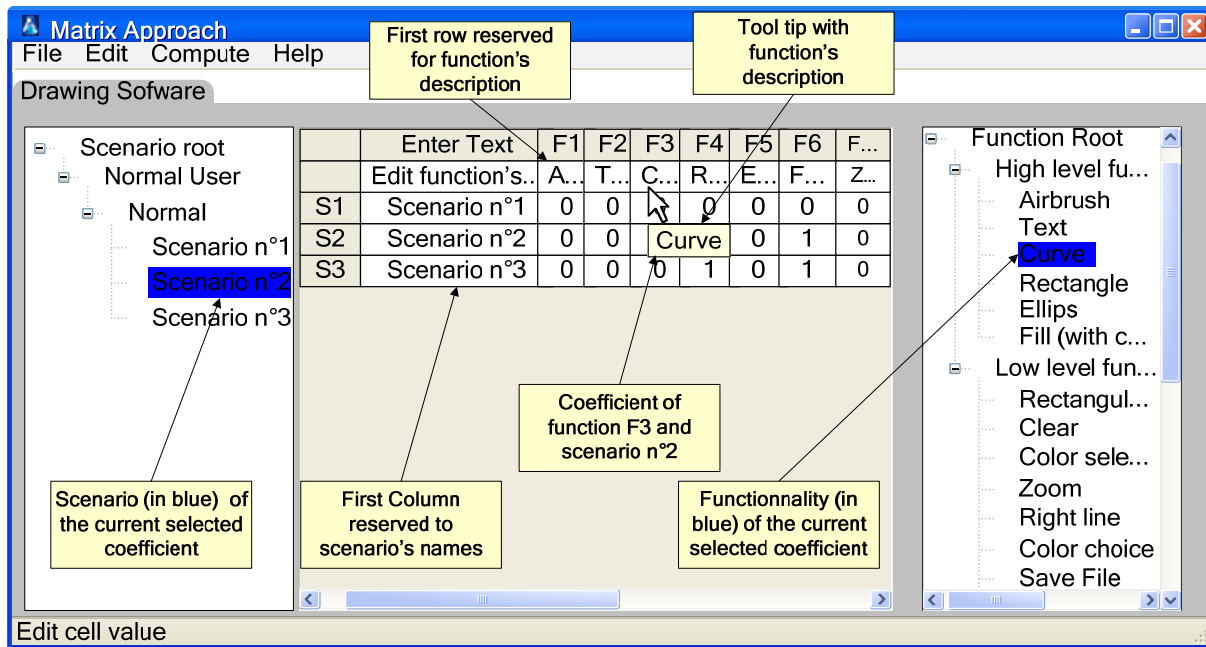 Matrix Approach
File Edit Compute Help
First row reserved
for function's
description
Tool tip with
function's
description
Drawing Sofware
Scenario root
Normal User
Normal
Scenario n°1
Scenario n°2
Scenario n°3
Enter Text F1 F2 F3 F4 F5 F6 F...
Edit function's.. A... T... C... R... E... F... Z...
S1 Scenario n°1 0 0 0 0 0 0
S2 Scenario n°2 0 0 Curve 0 1 0
S3 Scenario n°3 0 0 0 1 0 1 0
Function Root
High level fu...
Airbrush
Text
Curve
Rectangle
Ellips
Fill (with c...
Low level fun...
Rectangul...
Clear
Color sele...
Zoom
Right line
Color choice
Save File
Coefficient of
function F3 and
scenario n°2
Scenario (in blue) of
the current selected
coefficient
First Column
reserved to
scenario's names
Functionnality (in
blue) of the current
selected coefficient
Edit cell value